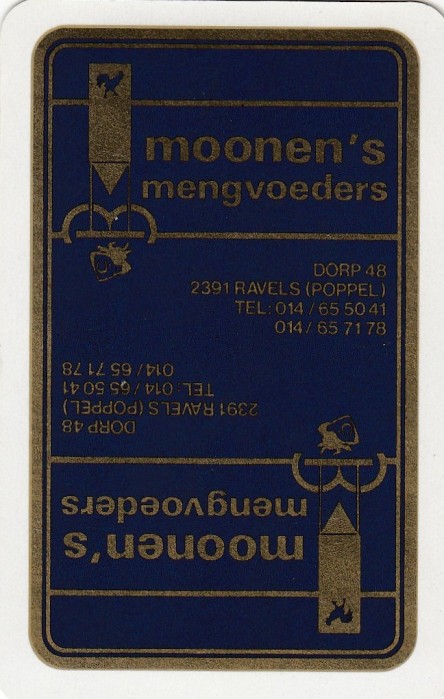 moonen's
mengvoeders
DORP 48
2391 RAVELS (POPPEL)
TEL: 014 / 65 50 41
014 / 65 71 78
moonen's
mengvoeders
DORP 48
2391 RAVELS (POPPEL)
TEL: 014 / 65 50 41
014 / 65 71 78